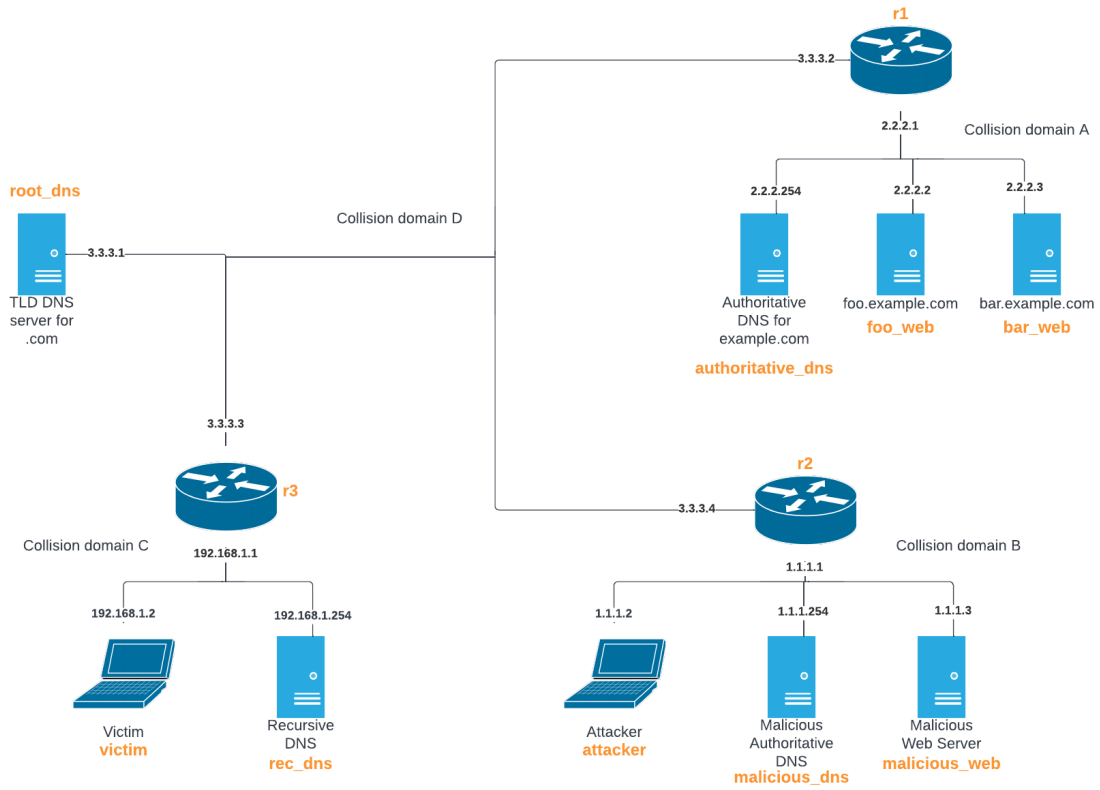 r1
3.3.3.2
2.2.2.1
Collision domain A
root_dns
2.2.2.254
2.2.2.2
2.2.2.3
Collision domain D
3.3.3.1
TLD DNS
server for
.com
Authoritative
DNS for
example.com
foo.example.com
bar.example.com
foo_web
bar_web
authoritative_dns
3.3.3.3
r3
r2
3.3.3.4
Collision domain C
192.168.1.1
Collision domain B
1.1.1.1
192.168.1.2
192.168.1.254
1.1.1.2
1.1.1.254
1.1.1.3
Victim
victim
Recursive
DNS
rec_dns
Attacker
attacker
Malicious
Authoritative
DNS
malicious_dns
Malicious
Web Server
malicious_web